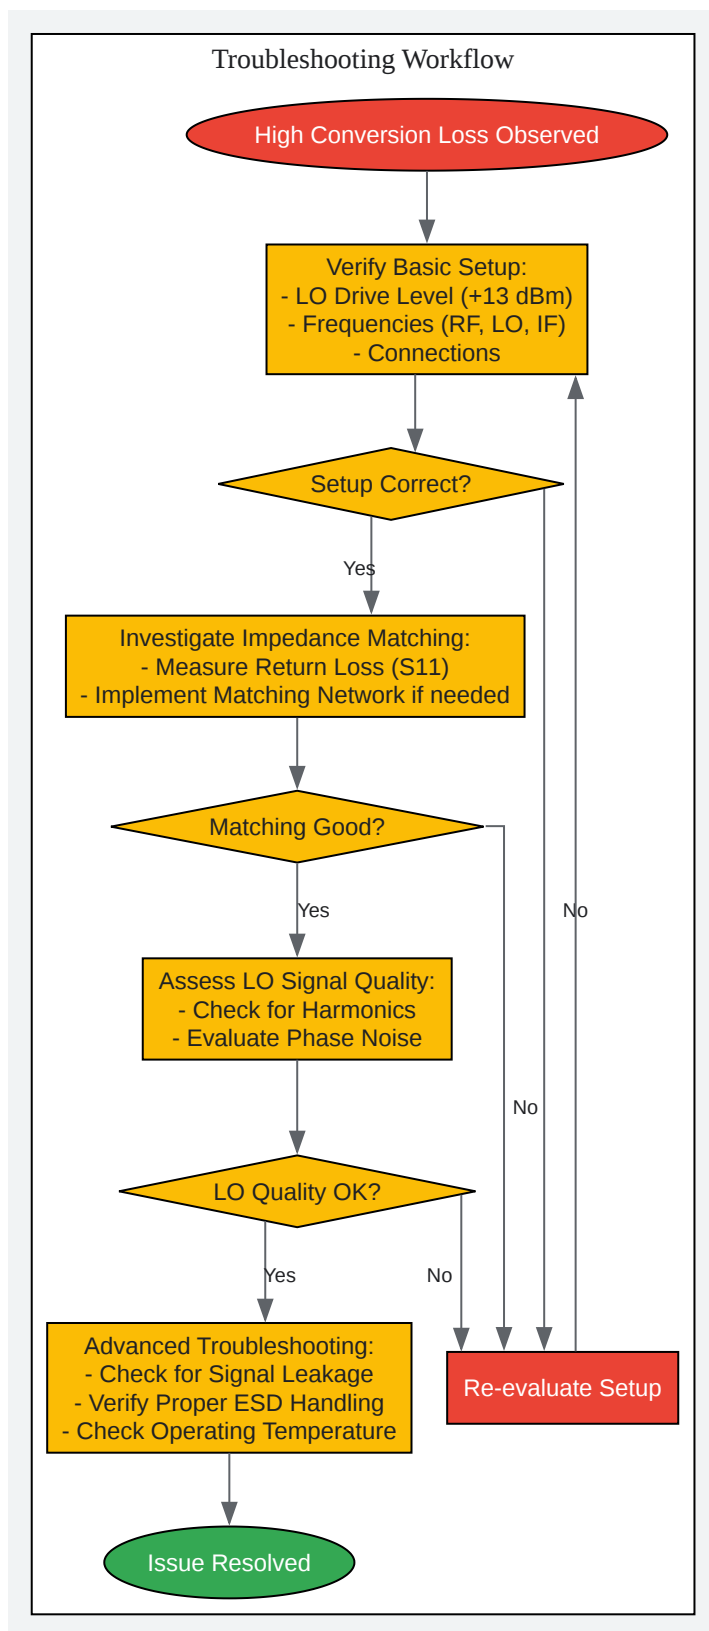 Troubleshooting Workflow
High Conversion Loss Observed
Verify Basic Setup:
- LO Drive Level (+13 dBm)
- Frequencies (RF, LO, IF)
- Connections
Setup Correct?
Yes
Investigate Impedance Matching:
- Measure Return Loss (S11)
- Implement Matching Network if needed
Matching Good?
Yes
No
Assess LO Signal Quality:
- Check for Harmonics
- Evaluate Phase Noise
No
LO Quality OK?
Yes
No
Advanced Troubleshooting:
- Check for Signal Leakage
- Verify Proper ESD Handling
- Check Operating Temperature
Re-evaluate Setup
Issue Resolved